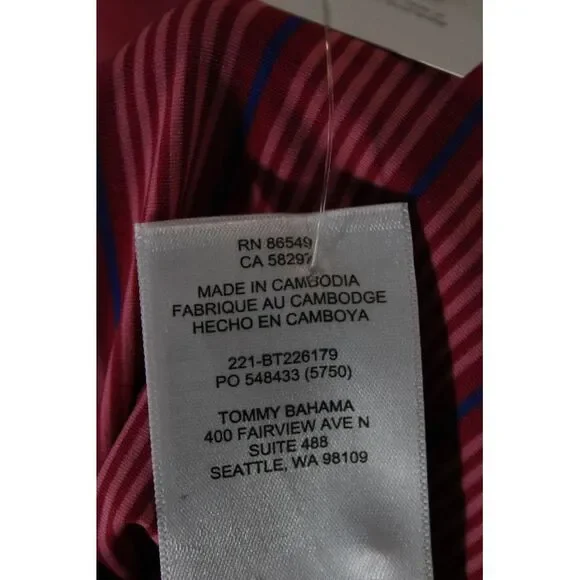 RN 86549
CA 58297
MADE IN CAMBODIA
FABRIQUE AU CAMBODGE
HECHO EN CAMBOYA
221-BT226179
PO 548433 (5750)
TOMMY BAHAMA
400 FAIRVIEW AVE N
SUITE 488
SEATTLE, WA 98109